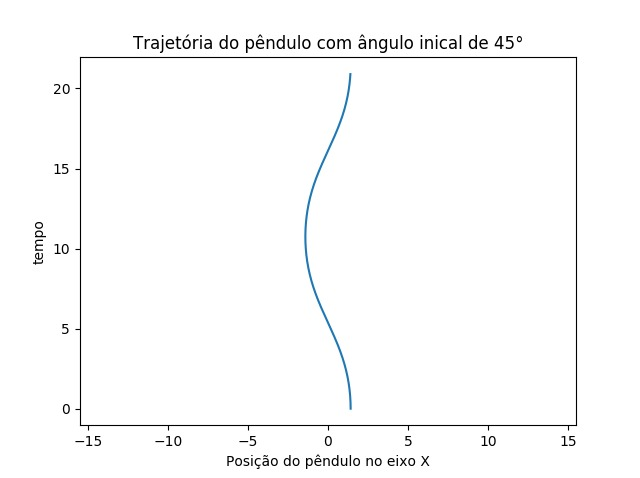 Trajetória do pêndulo com ângulo inical de 45°
20
15
10
5
0
tempo
−15 −10 −5 0 5 10 15
Posição do pêndulo no eixo X